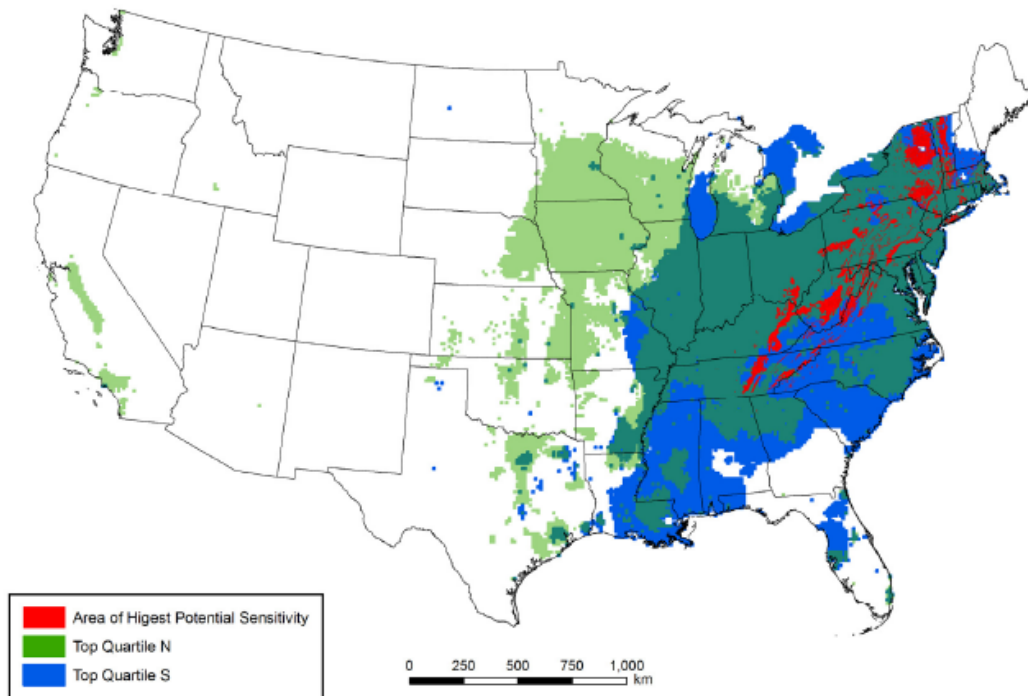 Area of Higest Potential Sensitivity
Top Quartile N
Top Quartile S
0 250 500 750 1,000
km